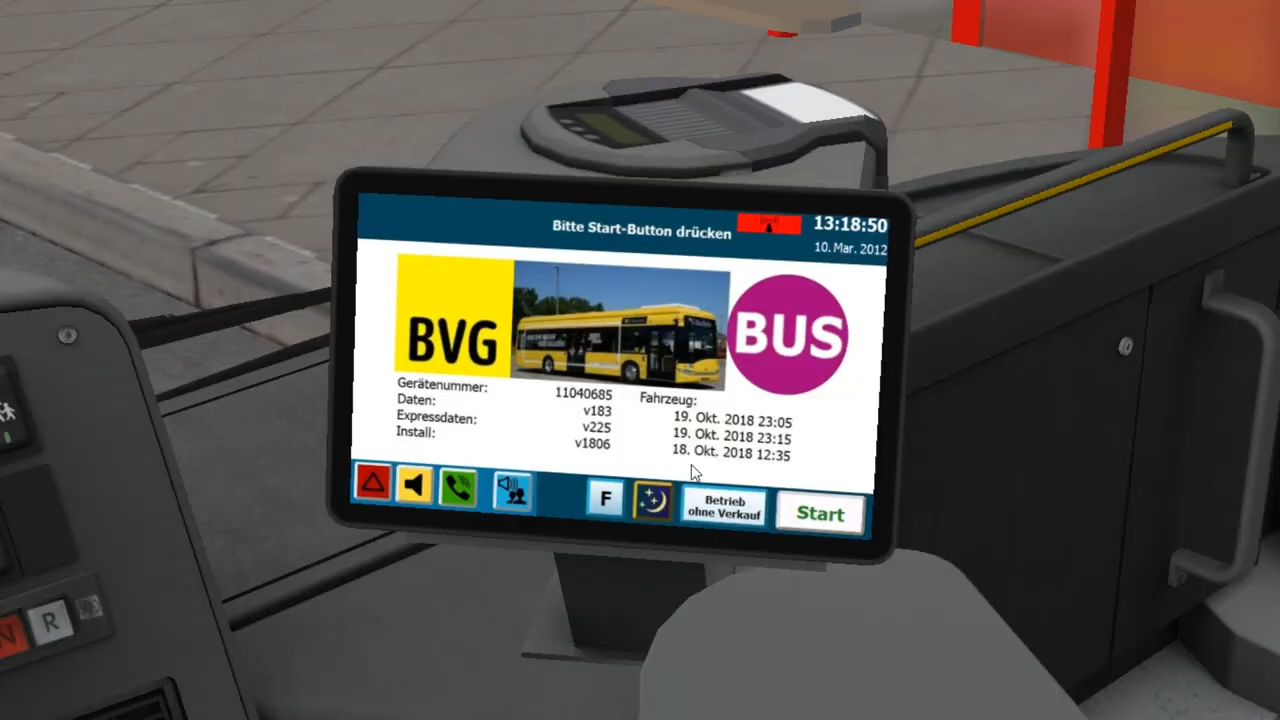 Bitte Start-Button drücken
13:18:50
10. Mar. 2012
BVG
BUS
Gerätenummer: 11040685 Fahrzeug:
Daten: v183 19. Okt. 2018 23:05
Expressdaten: v225 19. Okt. 2018 23:15
Install: v1806 18. Okt. 2018 12:35
F
Betrieb
ohne Verkauf
Start
N R